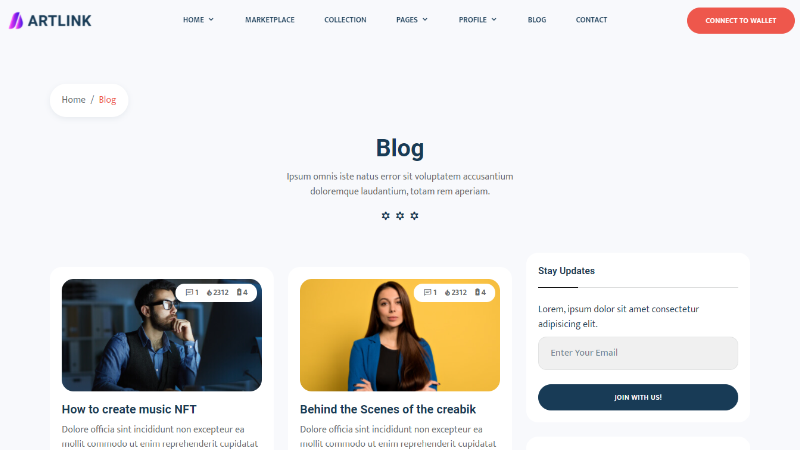 ARTLINK
HOME
MARKETPLACE
COLLECTION
PAGES
PROFILE
BLOG
CONTACT
CONNECT TO WALLET
Home / Blog
Blog
Ipsum omnis iste natus error sit voluptatem accusantium
doloremque laudantium, totam rem aperiam.
1 2312 4
How to create music NFT
Dolore officia sint incididunt non excepteur ea
mollit commodo ut enim reprehenderit cupidatat
1 2312 4
Behind the Scenes of the creabik
Dolore officia sint incididunt non excepteur ea
mollit commodo ut enim reprehenderit cupidatat
Stay Updates
Lorem, ipsum dolor sit amet consectetur
adipisicing elit.
Enter Your Email
JOIN WITH US!